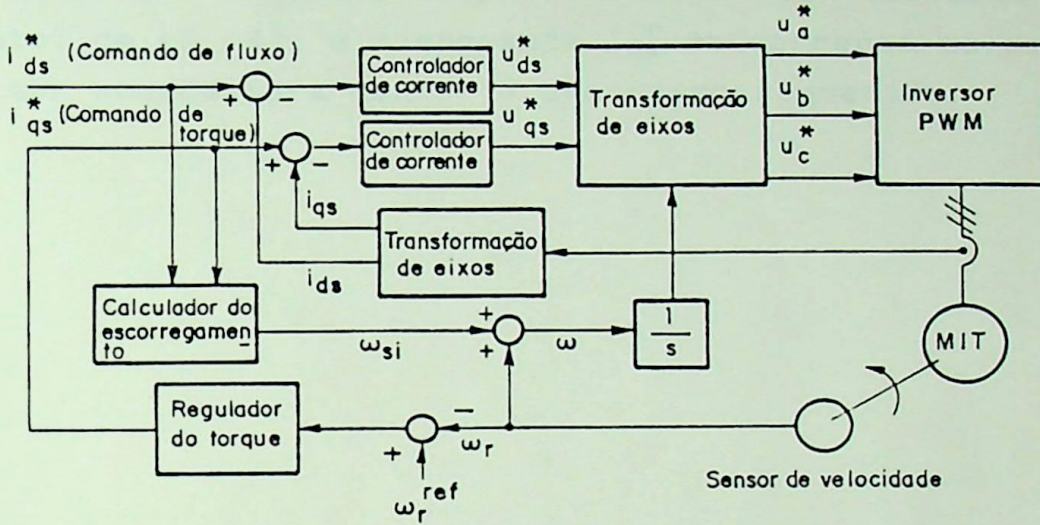 i*ds (Comando de fluxo)
i*qs (Comando de
torque)
+
−
+
−
Controlador
de corrente
Controlador
de corrente
u*ds
u*qs
Transformação
de eixos
u*a
u*b
u*c
Inversor
PWM
iqs
ids
Transformação
de eixos
Calculador do
escorregamen-
to
ωsi
+
+
ω
1
s
MIT
Regulador
do torque
−
+
ωr
ωr ref
Sensor de velocidade